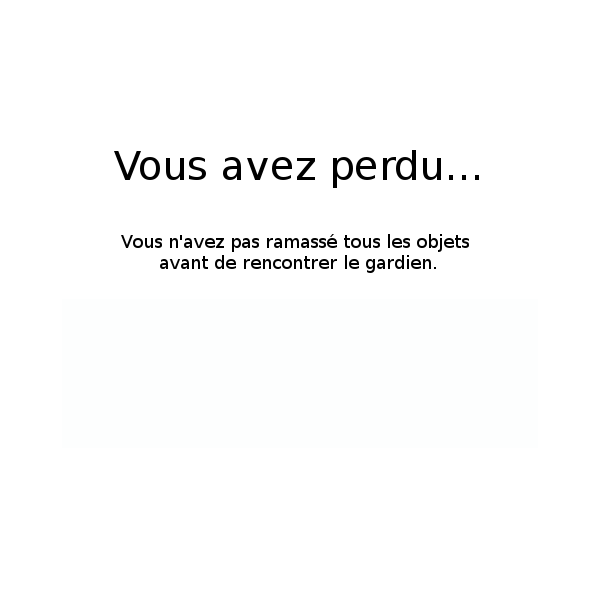 Vous avez perdu...
Vous n'avez pas ramassé tous les objets
avant de rencontrer le gardien.